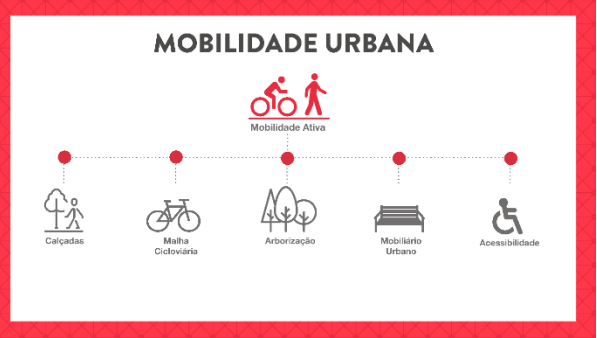 MOBILIDADE URBANA
Mobilidade Ativa
Calçadas
Malha
Cicloviária
Arborização
Mobiliário
Urbano
Acessibilidade